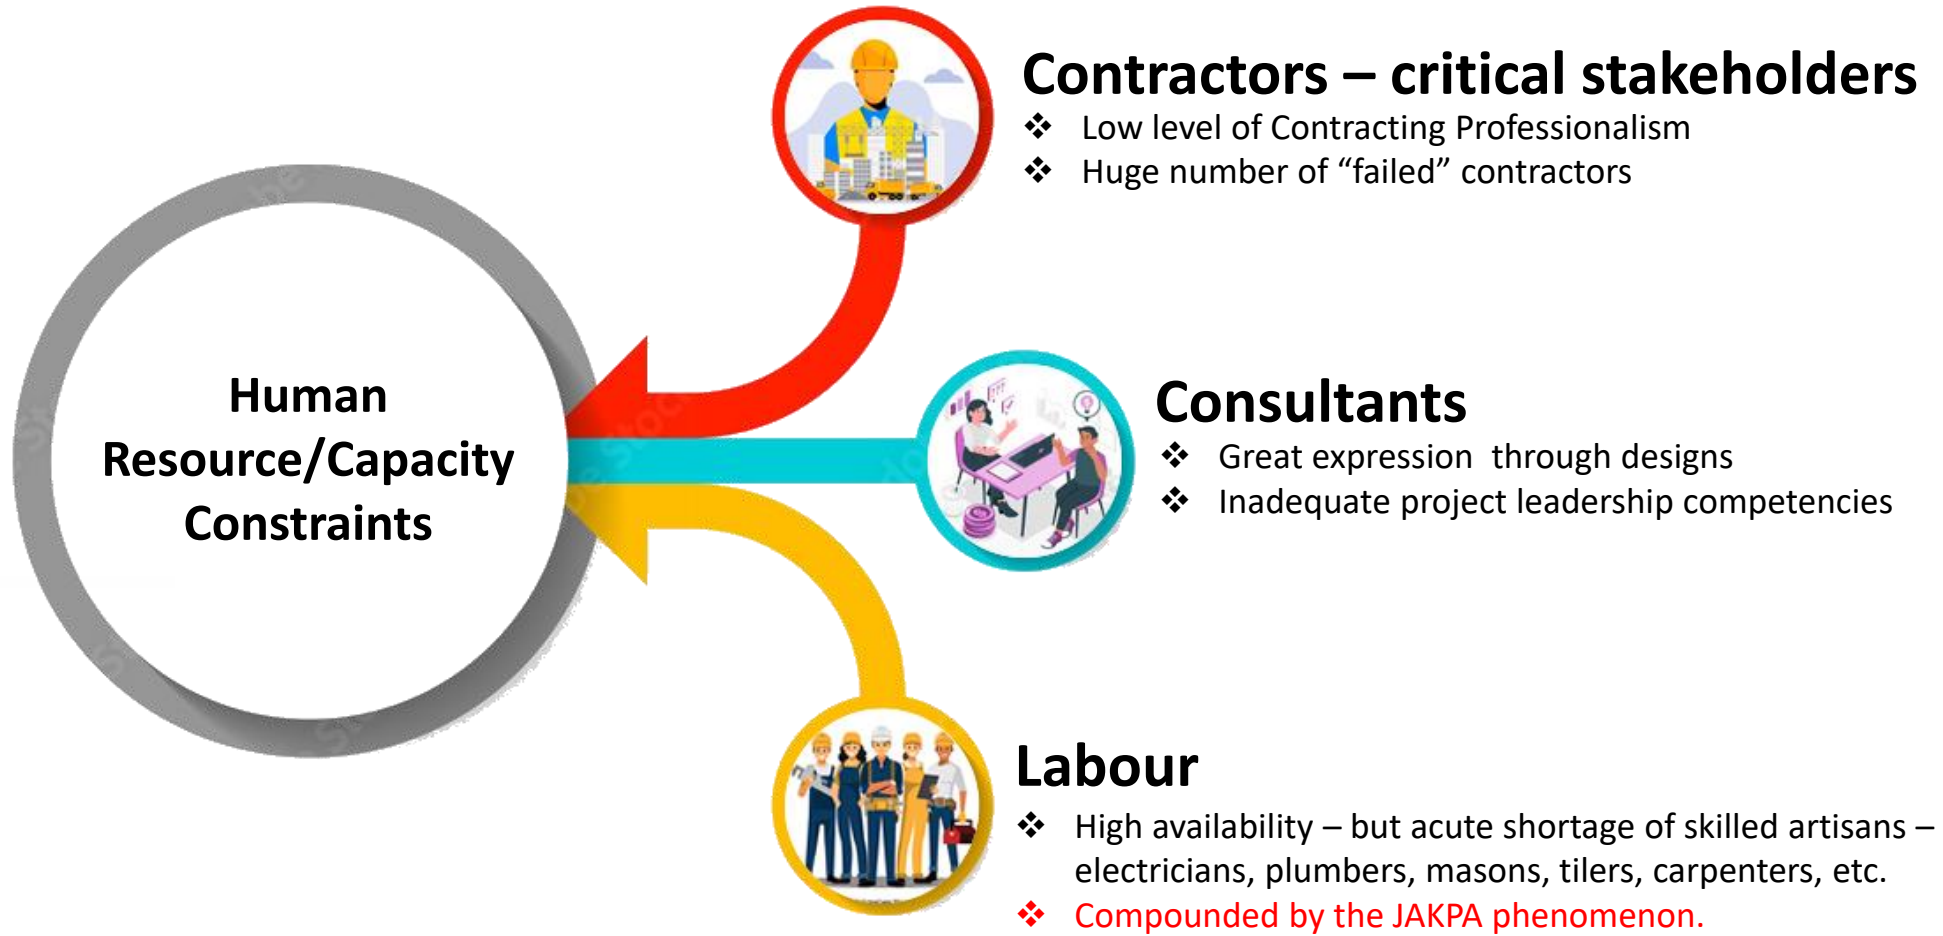 Contractors – critical stakeholders
❖ Low level of Contracting Professionalism
❖ Huge number of “failed” contractors
Human
Resource/Capacity
Constraints
Consultants
❖ Great expression  through designs
❖ Inadequate project leadership competencies
Labour
❖ High availability – but acute shortage of skilled artisans –
electricians, plumbers, masons, tilers, carpenters, etc.
❖ Compounded by the JAKPA phenomenon.